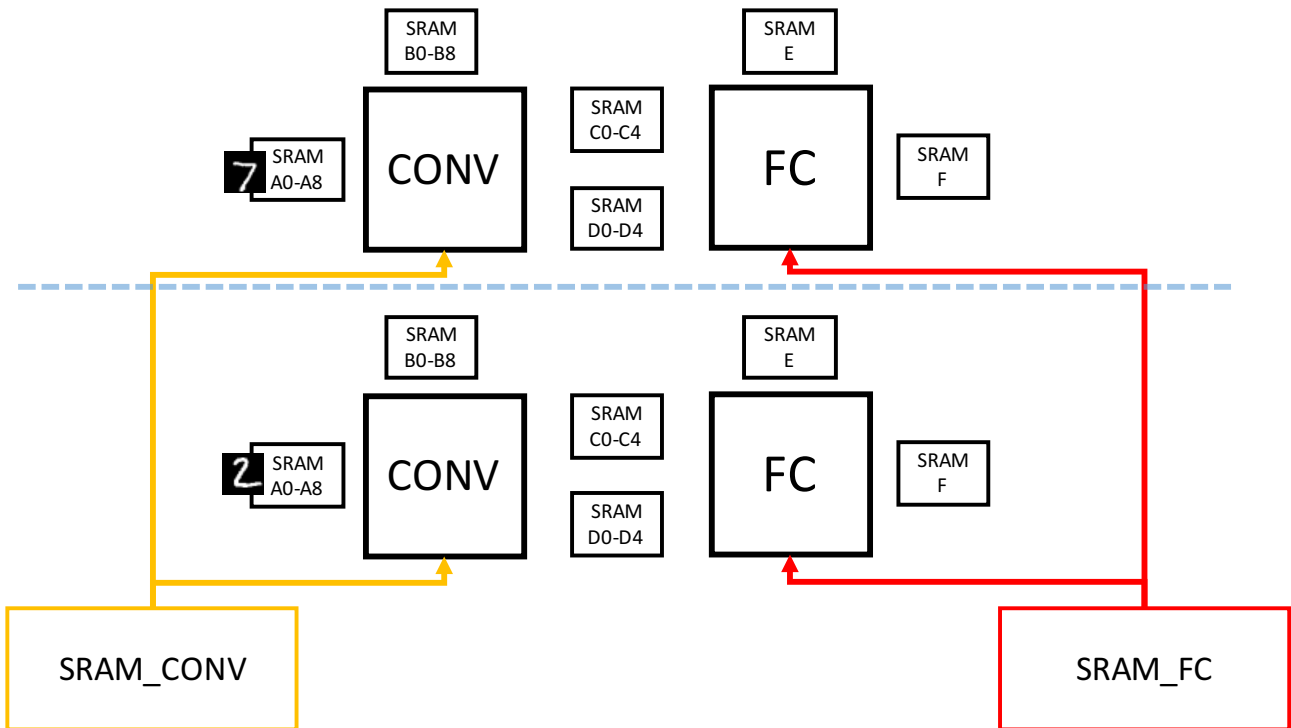 SRAM
B0-B8
SRAM
E
SRAM
C0-C4
CONV
FC
7
SRAM
A0-A8
SRAM
F
SRAM
D0-D4
SRAM
B0-B8
SRAM
E
SRAM
C0-C4
CONV
FC
2
SRAM
A0-A8
SRAM
F
SRAM
D0-D4
SRAM_CONV
SRAM_FC